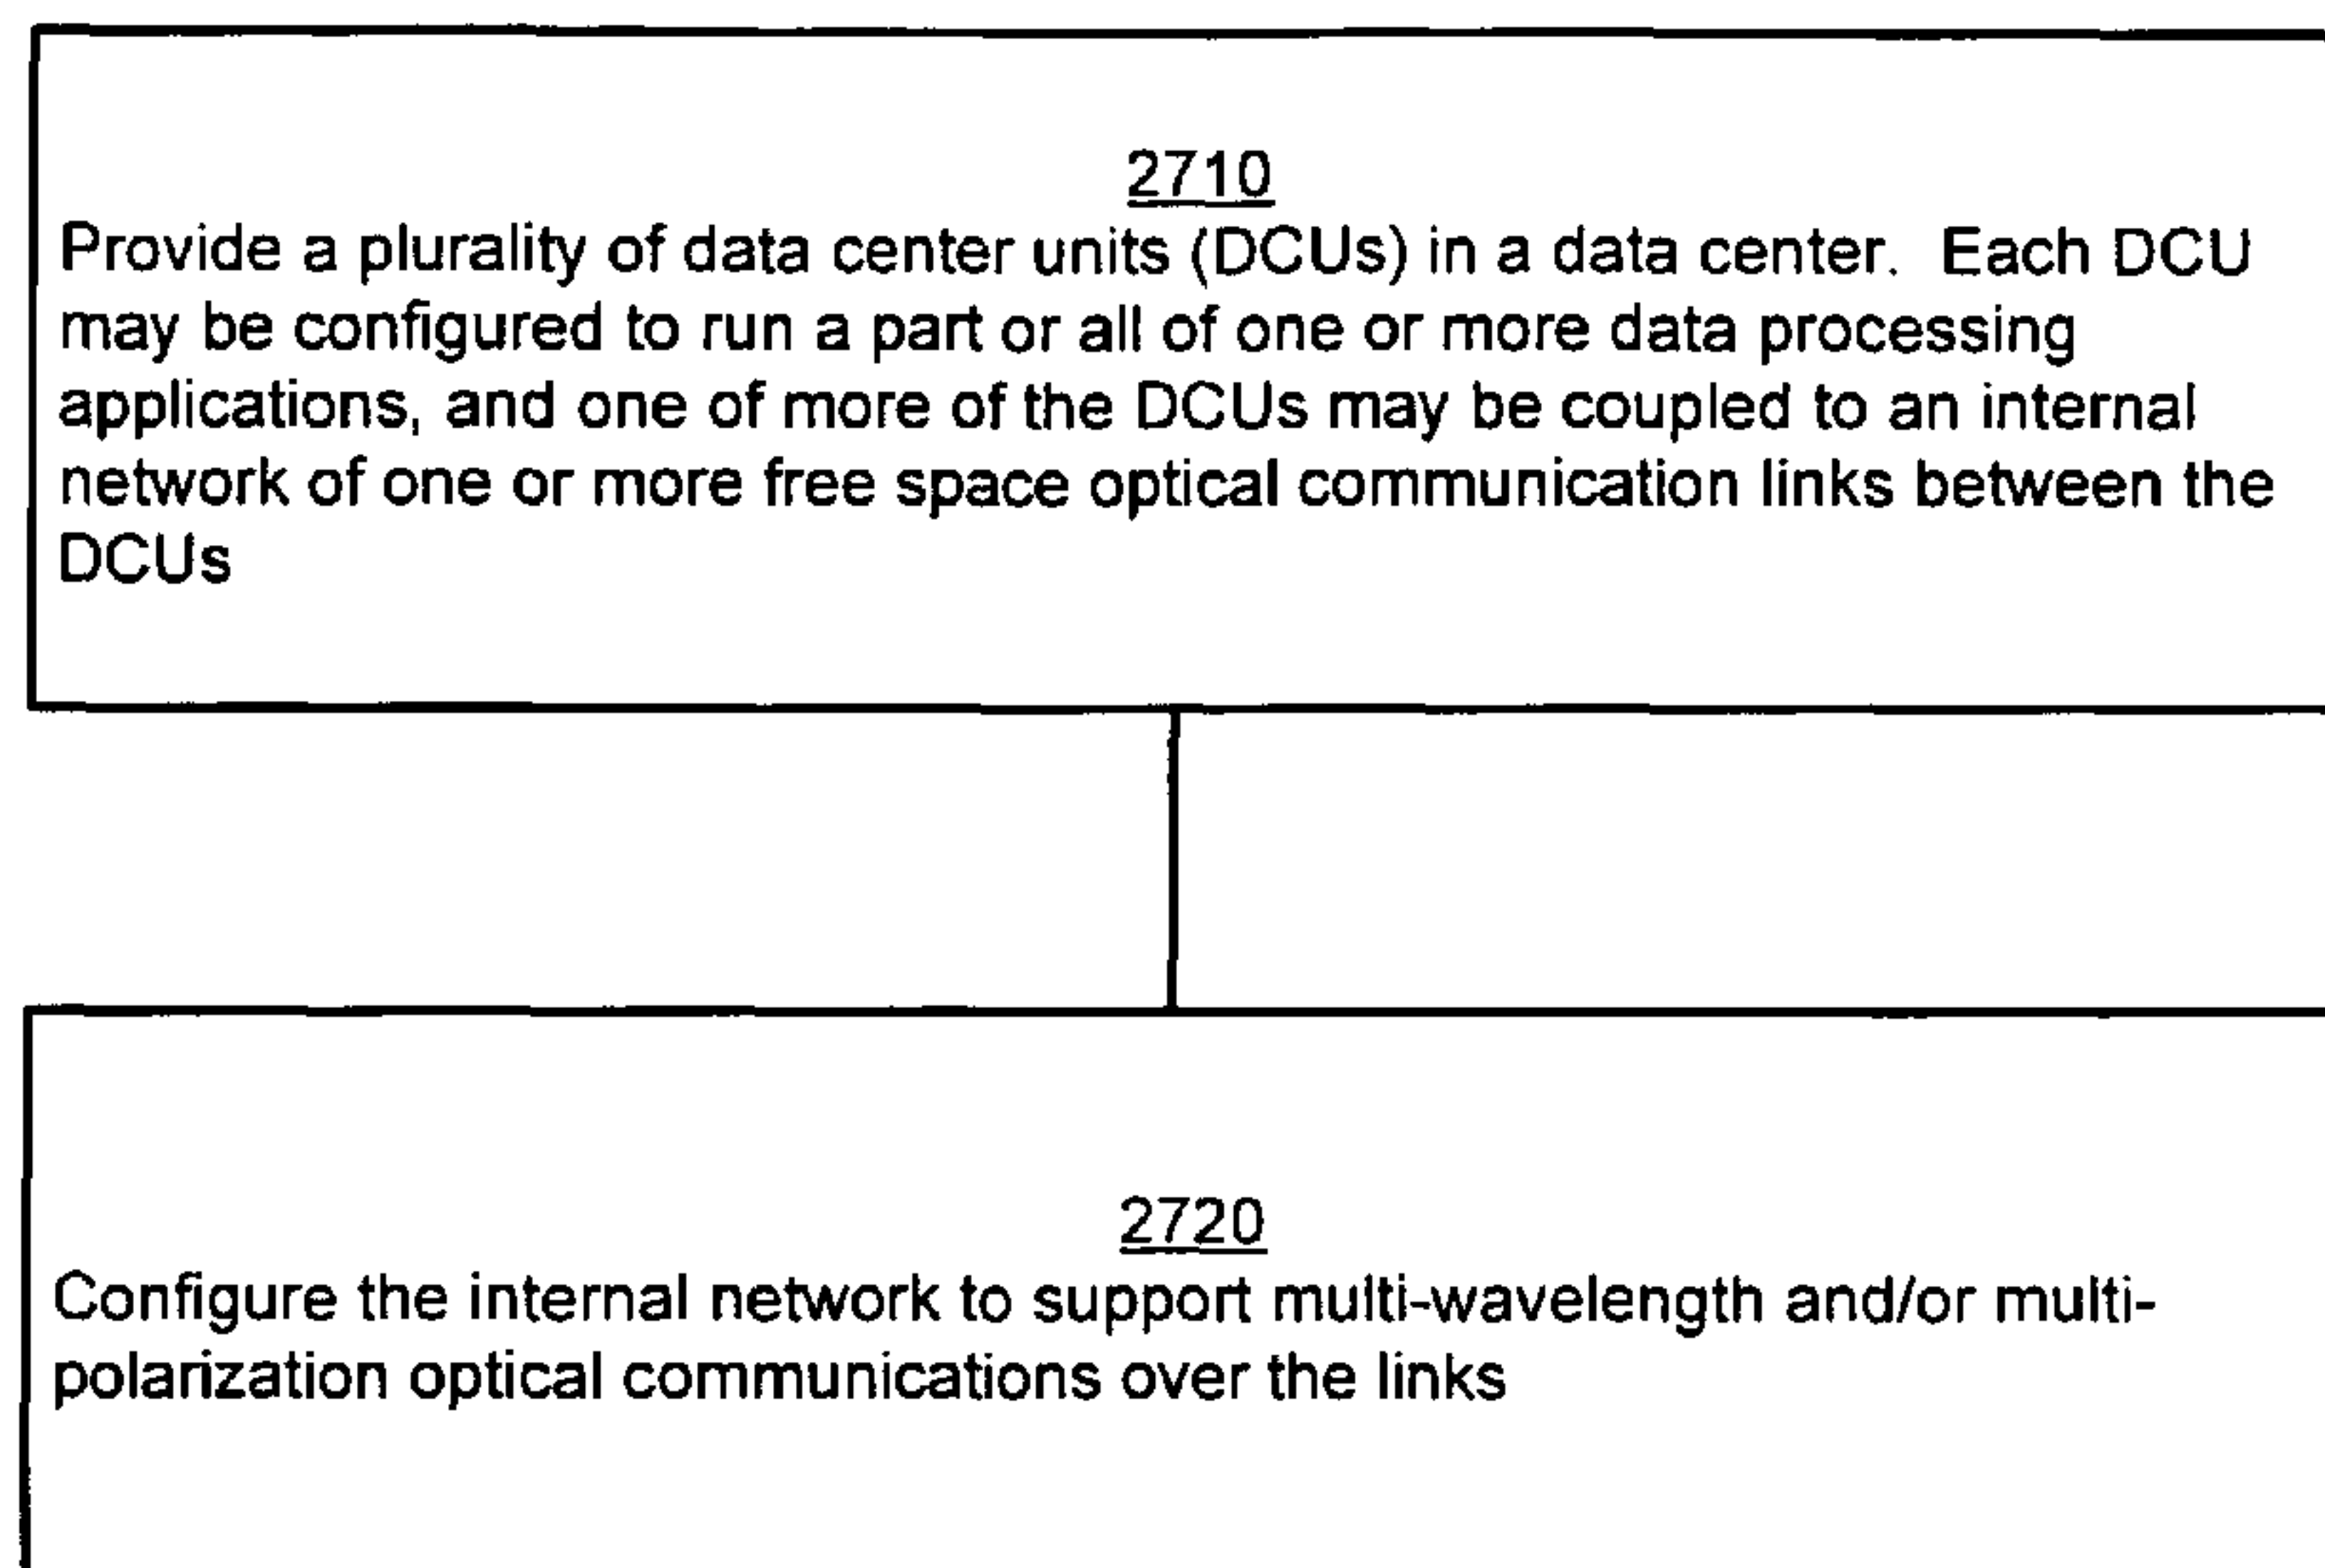 2710
Provide a plurality of data center units (DCUs) in a data center. Each DCU
may be configured to run a part or all of one or more data processing
applications, and one of more of the DCUs may be coupled to an internal
network of one or more free space optical communication links between the
DCUs
2720
Configure the internal network to support multi-wavelength and/or multi-
polarization optical communications over the links